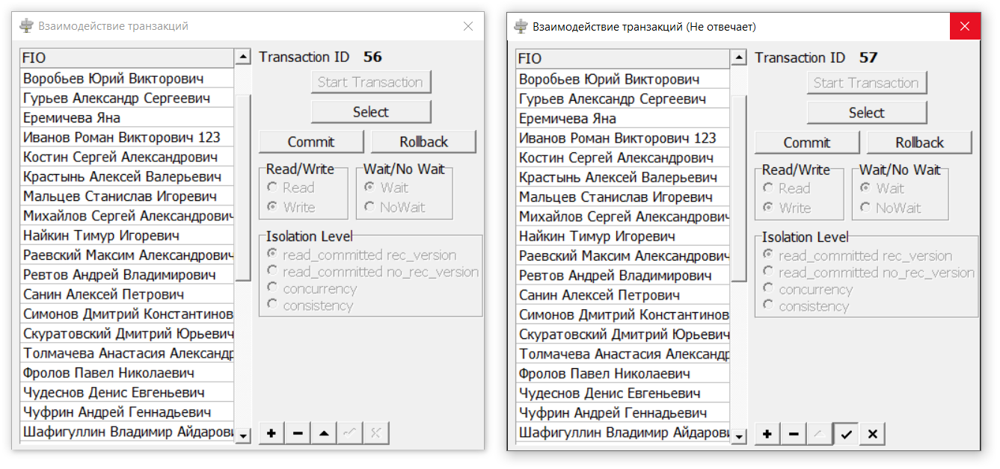 Взаимодействие транзакций
FIO
Воробьев Юрий Викторович
Гурьев Александр Сергеевич
Еремичева Яна
Иванов Роман Викторович 123
Костин Сергей Александрович
Крастынь Алексей Валерьевич
Мальцев Станислав Игоревич
Михайлов Сергей Александрович
Найкин Тимур Игоревич
Раевский Максим Александрович
Ревтов Андрей Владимирович
Санин Алексей Петрович
Симонов Дмитрий Константинов
Скуратовский Дмитрий Юрьевич
Толмачева Анастасия Александр
Фролов Павел Николаевич
Чудеснов Денис Евгеньевич
Чуфрин Андрей Геннадьевич
Шафигуллин Владимир Айдарови
Transaction ID 56
Start Transaction
Select
Commit Rollback
Read/Write Wait/No Wait
Read Wait
Write NoWait
Isolation Level
read_committed rec_version
read_committed no_rec_version
concurrency
consistency
Взаимодействие транзакций (Не отвечает)
FIO
Воробьев Юрий Викторович
Гурьев Александр Сергеевич
Еремичева Яна
Иванов Роман Викторович 123
Костин Сергей Александрович
Крастынь Алексей Валерьевич
Мальцев Станислав Игоревич
Михайлов Сергей Александрович
Найкин Тимур Игоревич
Раевский Максим Александрович
Ревтов Андрей Владимирович
Санин Алексей Петрович
Симонов Дмитрий Константинов
Скуратовский Дмитрий Юрьевич
Толмачева Анастасия Александр
Фролов Павел Николаевич
Чудеснов Денис Евгеньевич
Чуфрин Андрей Геннадьевич
Шафигуллин Владимир Айдарови
Transaction ID 57
Start Transaction
Select
Commit Rollback
Read/Write Wait/No Wait
Read Wait
Write NoWait
Isolation Level
read_committed rec_version
read_committed no_rec_version
concurrency
consistency